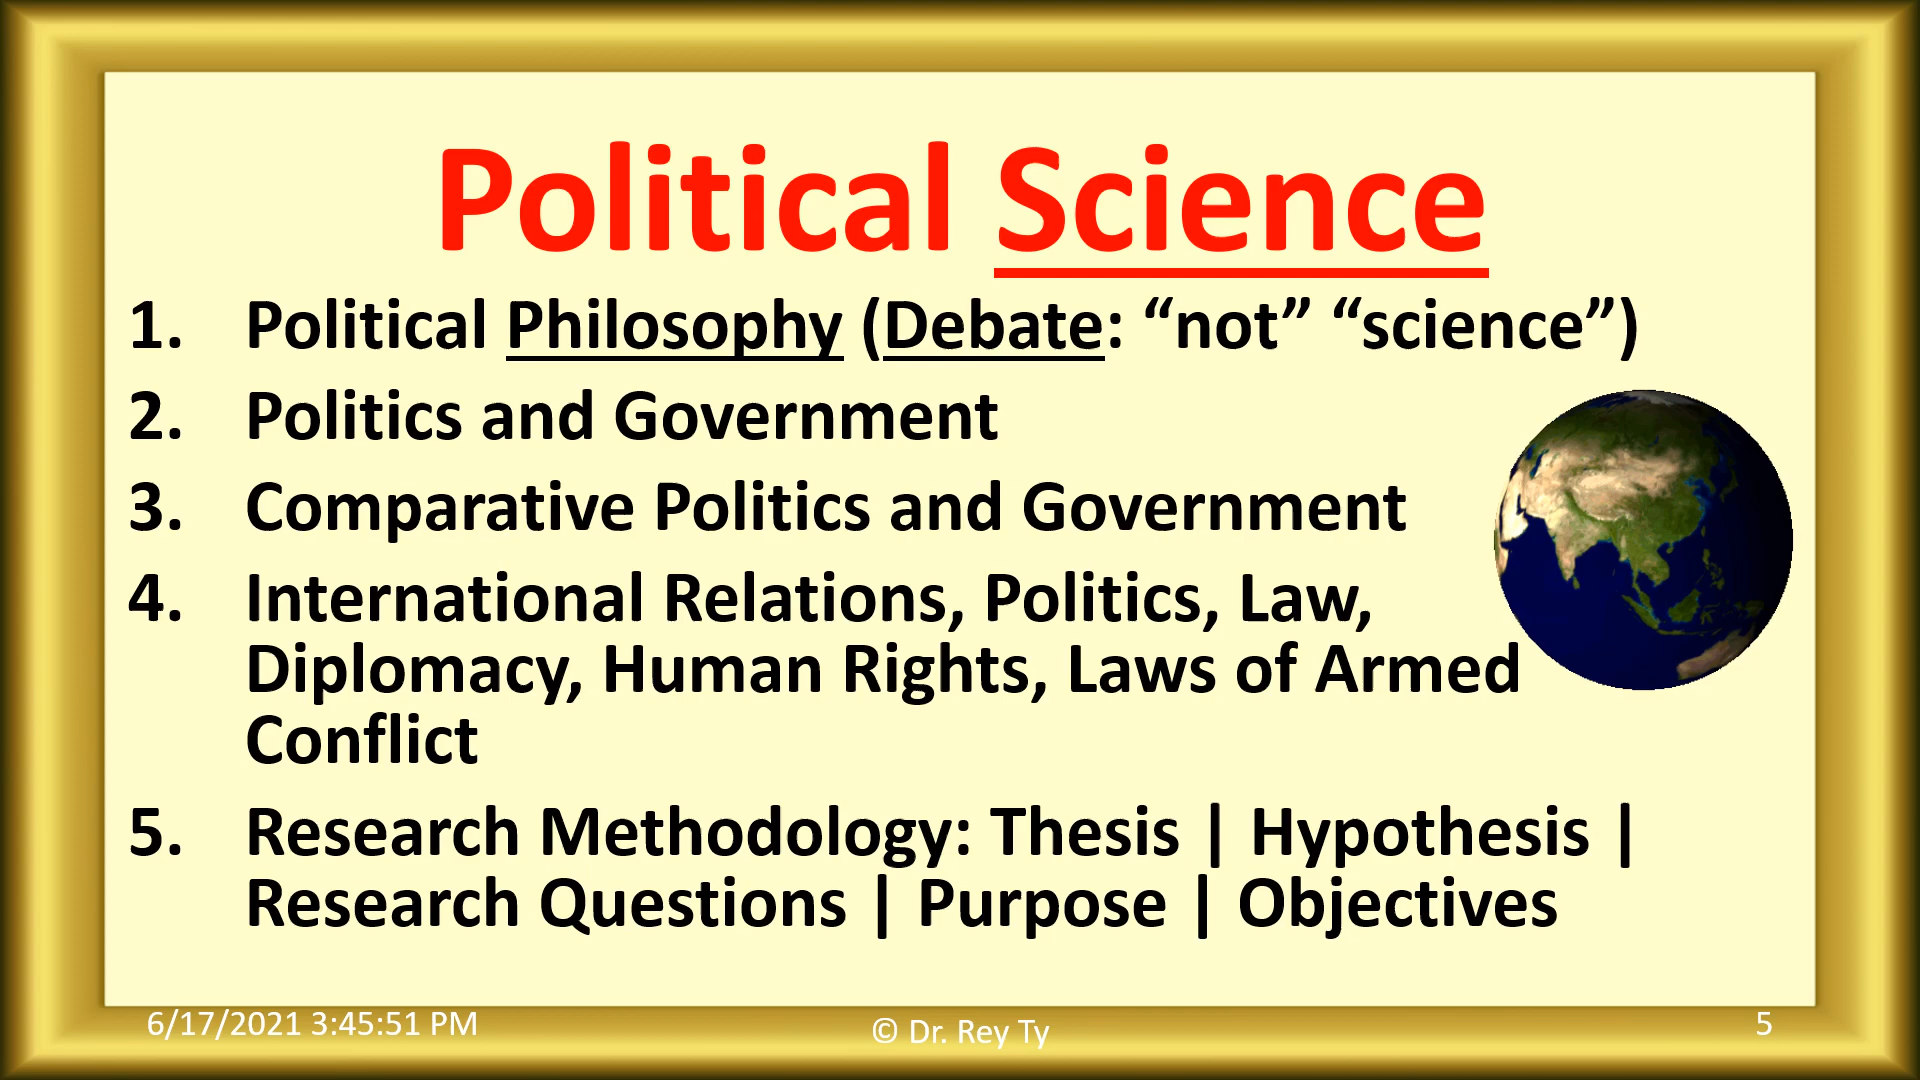 Political Science
1. Political Philosophy (Debate: “not” “science”)
2. Politics and Government
3. Comparative Politics and Government
4. International Relations, Politics, Law,
Diplomacy, Human Rights, Laws of Armed
Conflict
5. Research Methodology: Thesis | Hypothesis |
Research Questions | Purpose | Objectives
6/17/2021 3:45:51 PM
© Dr. Rey Ty
5